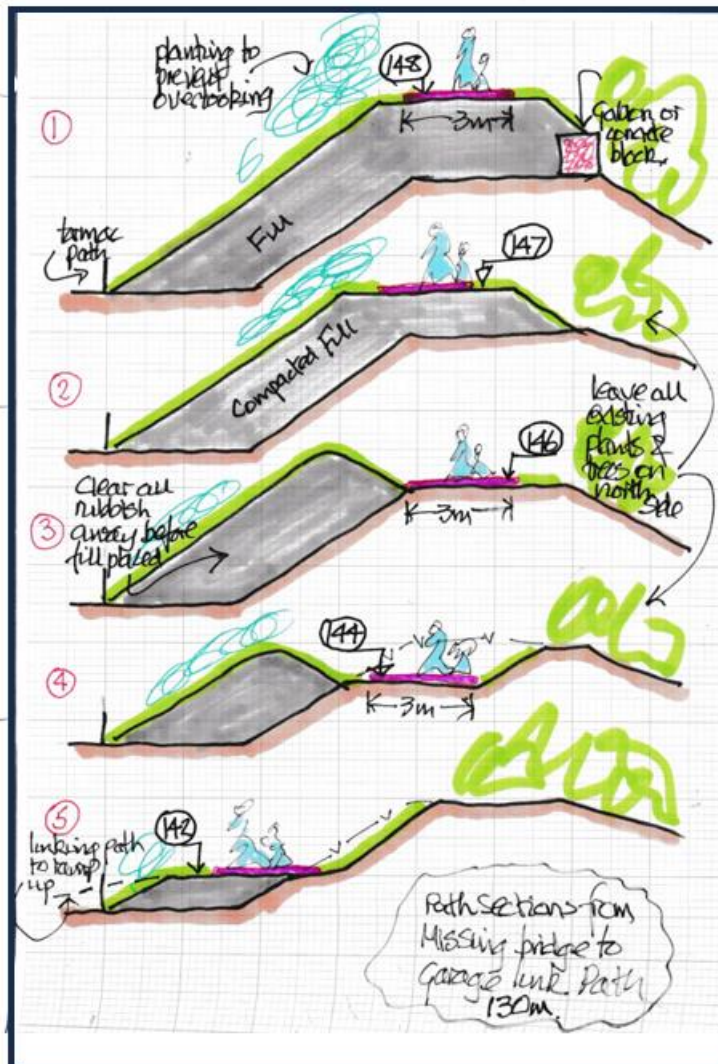 planting to
prevent
overlooking
148
①
3m
Gabion or
concrete
block.
tarmac
path
Fill
147
②
Compacted Fill
leave all
existing
plants &
trees on
north
side
146
③
Clear all
rubbish
away before
fill placed
3m
144
④
3m
⑤
142
linking path
to ramp
up
Path Sections from
Missing bridge to
Garage link Path
130m.